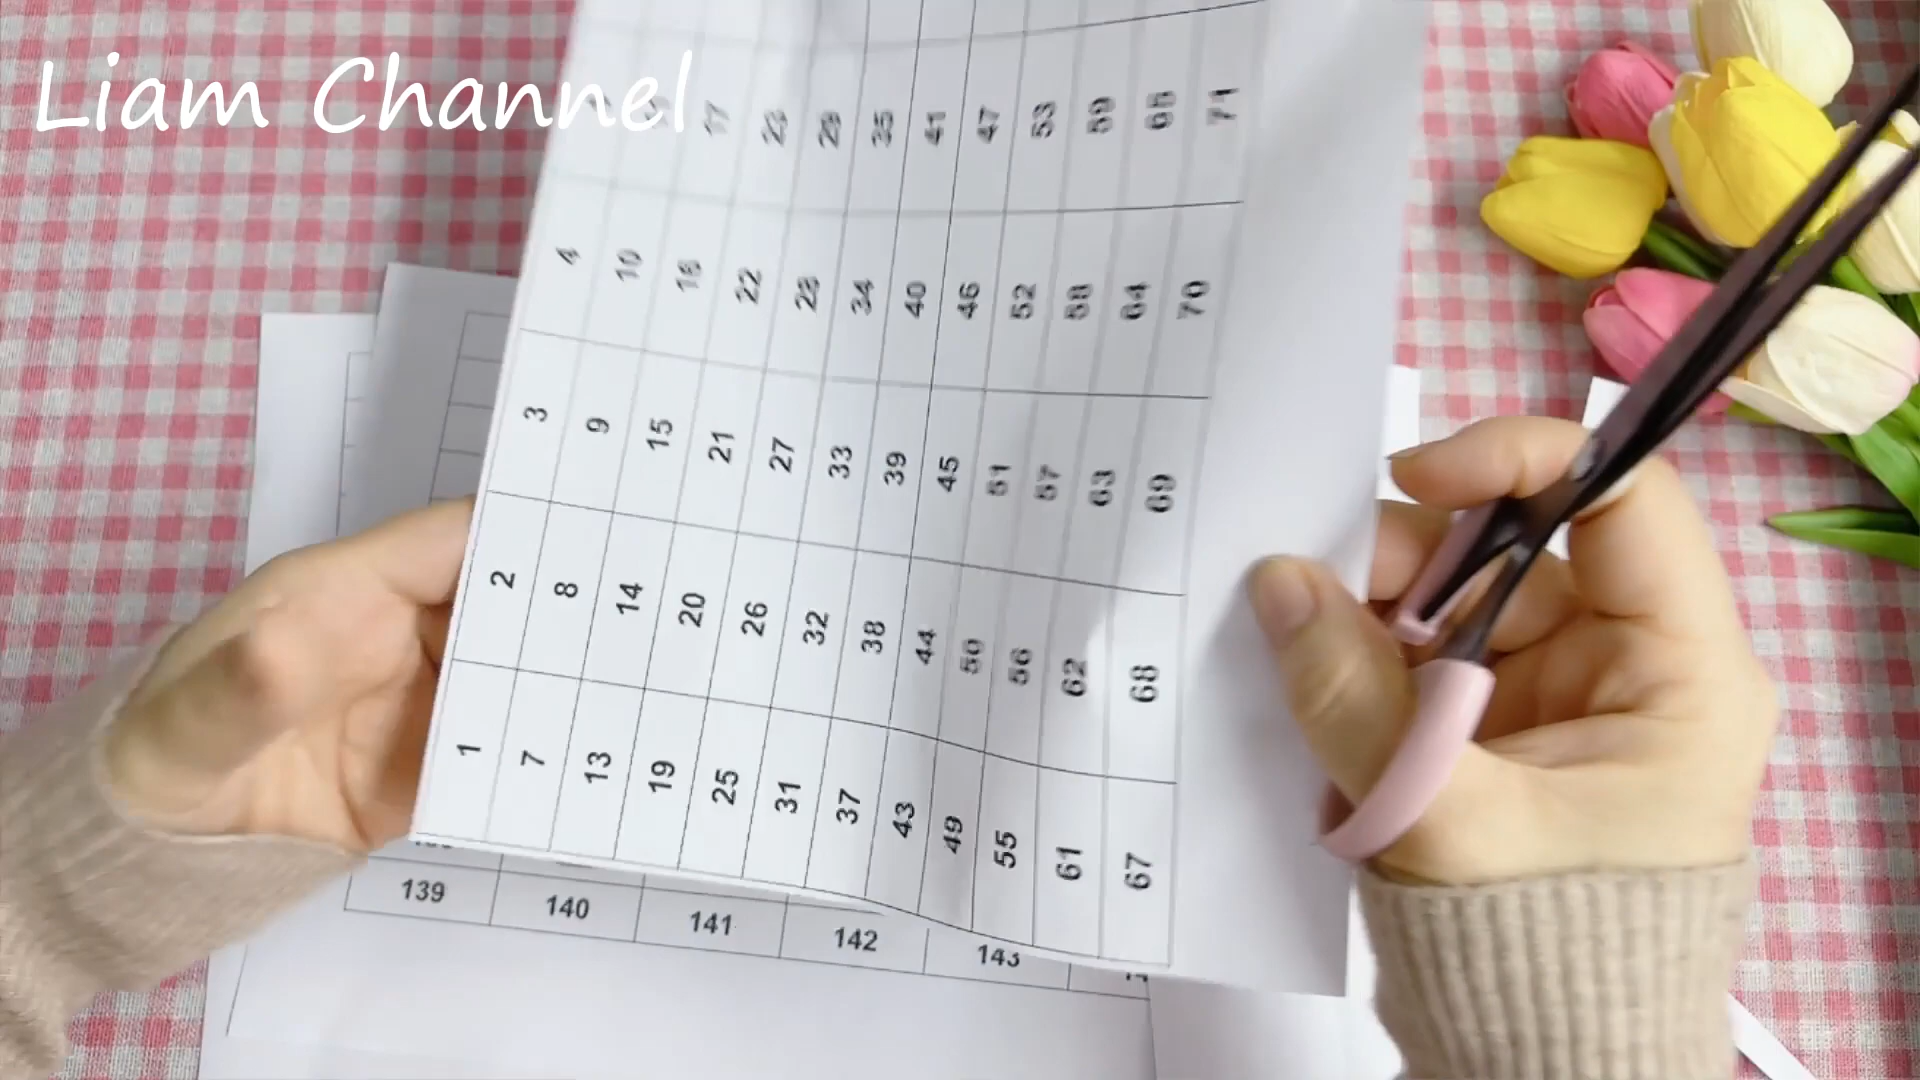 Liam Channel
1 2 3 4
7 8 9 10
13 14 15 16 17
19 20 21 22 23
25 26 27 28 29
31 32 33 34 35
37 38 39 40 41
43 44 45 46 47
49 50 51 52 53
55 56 57 58 59
61 62 63 64 65
67 68 69 70 71
139 140 141 142 143